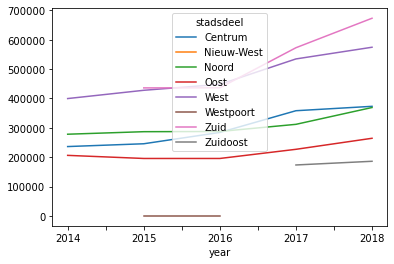 700000
600000
500000
400000
300000
200000
100000
0
stadsdeel
Centrum
Nieuw-West
Noord
Oost
West
Westpoort
Zuid
Zuidoost
2014 2015 2016 2017 2018
year